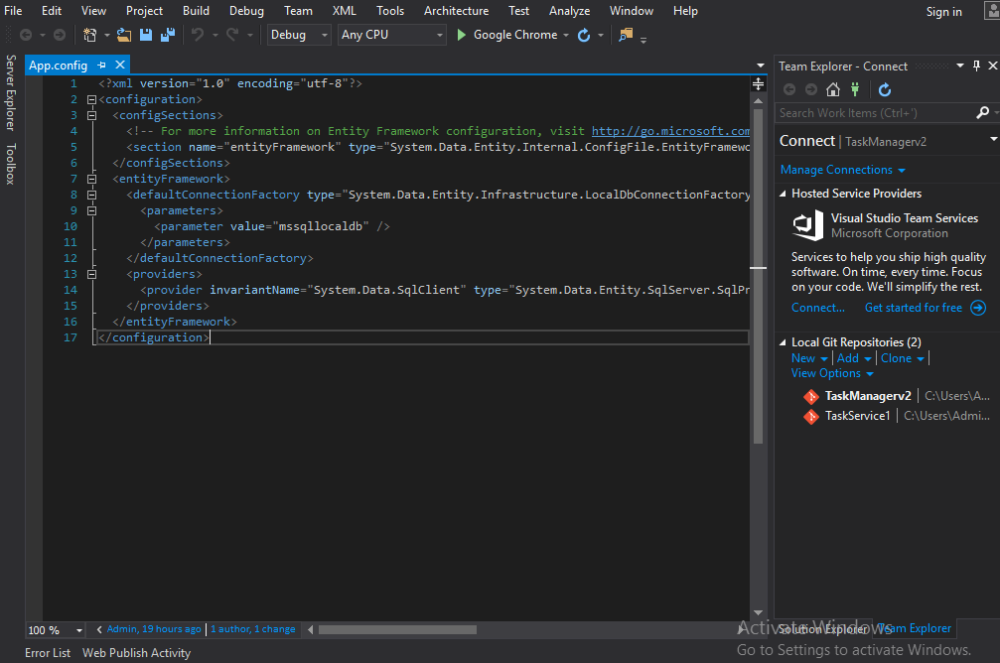 File Edit View Project Build Debug Team XML Tools Architecture Test Analyze Window Help
Sign in
Debug Any CPU Google Chrome
Server Explorer
Toolbox
App.config
1 <?xml version="1.0" encoding="utf-8"?>
2 <configuration>
3 <configSections>
4 <!-- For more information on Entity Framework configuration, visit http://go.microsoft.com
5 <section name="entityFramework" type="System.Data.Entity.Internal.ConfigFile.EntityFramewo
6 </configSections>
7 <entityFramework>
8 <defaultConnectionFactory type="System.Data.Entity.Infrastructure.LocalDbConnectionFactory
9 <parameters>
10 <parameter value="mssqllocaldb" />
11 </parameters>
12 </defaultConnectionFactory>
13 <providers>
14 <provider invariantName="System.Data.SqlClient" type="System.Data.Entity.SqlServer.SqlPr
15 </providers>
16 </entityFramework>
17 </configuration>
100 % Admin, 19 hours ago 1 author, 1 change
Team Explorer - Connect
Search Work Items (Ctrl+')
Connect TaskManagerv2
Manage Connections
Hosted Service Providers
Visual Studio Team Services
Microsoft Corporation
Services to help you ship high quality
software. On time, every time. Focus
on your code. We'll simplify the rest.
Connect... Get started for free
Local Git Repositories (2)
New Add Clone
View Options
TaskManagerv2 C:\Users\A...
TaskService1 C:\Users\Admi...
Solution Explorer Team Explorer
Activate Windows
Go to Settings to activate Windows.
Error List Web Publish Activity